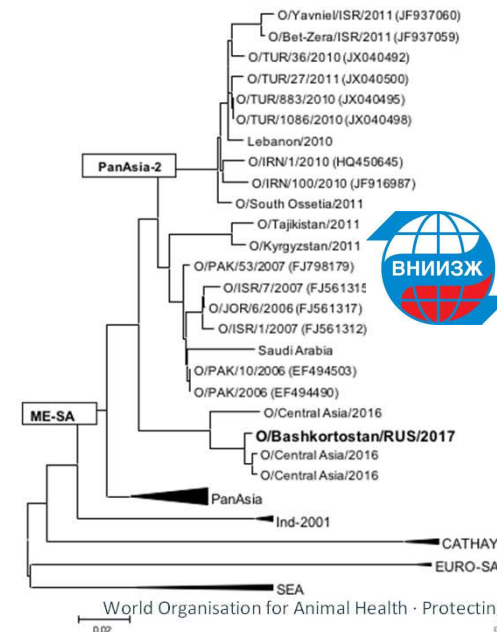 O/Yavniel/ISR/2011 (JF937060)
O/Bet-Zera/ISR/2011 (JF937059)
O/TUR/36/2010 (JX040492)
O/TUR/27/2011 (JX040500)
O/TUR/883/2010 (JX040495)
O/TUR/1086/2010 (JX040498)
Lebanon/2010
PanAsia-2
O/IRN/1/2010 (HQ450645)
O/IRN/100/2010 (JF916987)
O/South Ossetia/2011
O/Tajikistan/2011
O/Kyrgyzstan/2011
ВНИИЗЖ
O/PAK/53/2007 (FJ798179)
O/ISR/7/2007 (FJ561315
O/JOR/6/2006 (FJ561317)
O/ISR/1/2007 (FJ561312)
Saudi Arabia
O/PAK/10/2006 (EF494503)
O/PAK/2006 (EF494490)
ME-SA
O/Central Asia/2016
O/Bashkortostan/RUS/2017
O/Central Asia/2016
O/Central Asia/2016
PanAsia
Ind-2001
CATHAY
EURO-SA
SEA
World Organisation for Animal Health · Protectin
0.02